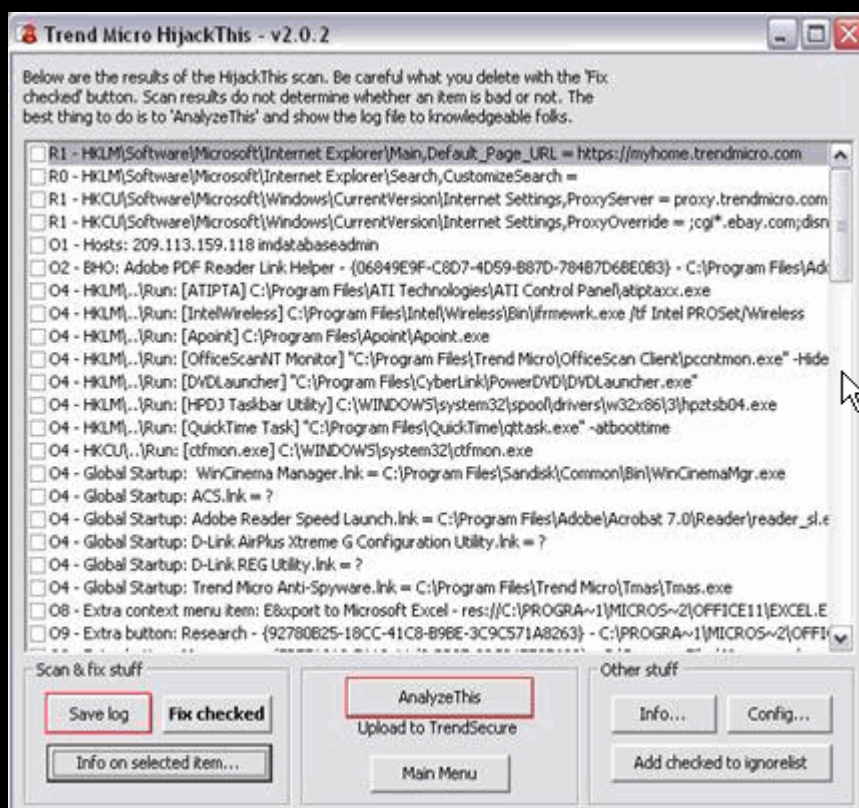 Trend Micro HijackThis - v2.0.2
Below are the results of the HijackThis scan. Be careful what you delete with the 'Fix
checked' button. Scan results do not determine whether an item is bad or not. The
best thing to do is to 'AnalyzeThis' and show the log file to knowledgeable folks.
R1 - HKLM\Software\Microsoft\Internet Explorer\Main,Default_Page_URL = https://myhome.trendmicro.com
R0 - HKLM\Software\Microsoft\Internet Explorer\Search,CustomizeSearch =
R1 - HKCU\Software\Microsoft\Windows\CurrentVersion\Internet Settings,ProxyServer = proxy.trendmicro.com
R1 - HKCU\Software\Microsoft\Windows\CurrentVersion\Internet Settings,ProxyOverride = ;cgi*.ebay.com;disn
O1 - Hosts: 209.113.159.118 imdatabaseadmin
O2 - BHO: Adobe PDF Reader Link Helper - {06849E9F-C8D7-4D59-B87D-784B7D6BE0B3} - C:\Program Files\Ado
O4 - HKLM\..\Run: [ATIPTA] C:\Program Files\ATI Technologies\ATI Control Panel\atiptaxx.exe
O4 - HKLM\..\Run: [IntelWireless] C:\Program Files\Intel\Wireless\Bin\ifrmewrk.exe /tf Intel PROSet/Wireless
O4 - HKLM\..\Run: [Apoint] C:\Program Files\Apoint\Apoint.exe
O4 - HKLM\..\Run: [OfficeScanNT Monitor] "C:\Program Files\Trend Micro\OfficeScan Client\pccntmon.exe" -Hide
O4 - HKLM\..\Run: [DVDLauncher] "C:\Program Files\CyberLink\PowerDVD\DVDLauncher.exe"
O4 - HKLM\..\Run: [HPDJ Taskbar Utility] C:\WINDOWS\system32\spool\drivers\w32x86\3\hpztsb04.exe
O4 - HKLM\..\Run: [QuickTime Task] "C:\Program Files\QuickTime\qttask.exe" -atboottime
O4 - HKCU\..\Run: [ctfmon.exe] C:\WINDOWS\system32\ctfmon.exe
O4 - Global Startup: WinCinema Manager.lnk = C:\Program Files\Sandisk\Common\Bin\WinCinemaMgr.exe
O4 - Global Startup: ACS.lnk = ?
O4 - Global Startup: Adobe Reader Speed Launch.lnk = C:\Program Files\Adobe\Acrobat 7.0\Reader\reader_sl.e
O4 - Global Startup: D-Link AirPlus Xtreme G Configuration Utility.lnk = ?
O4 - Global Startup: D-Link REG Utility.lnk = ?
O4 - Global Startup: Trend Micro Anti-Spyware.lnk = C:\Program Files\Trend Micro\Tmas\Tmas.exe
O8 - Extra context menu item: E&xport to Microsoft Excel - res://C:\PROGRA~1\MICROS~2\OFFICE11\EXCEL.E
O9 - Extra button: Research - {92780B25-18CC-41C8-B9BE-3C9C571A8263} - C:\PROGRA~1\MICROS~2\OFFI
Scan & fix stuff
Save log
Fix checked
Info on selected item...
AnalyzeThis
Upload to TrendSecure
Main Menu
Other stuff
Info...
Config...
Add checked to ignorelist